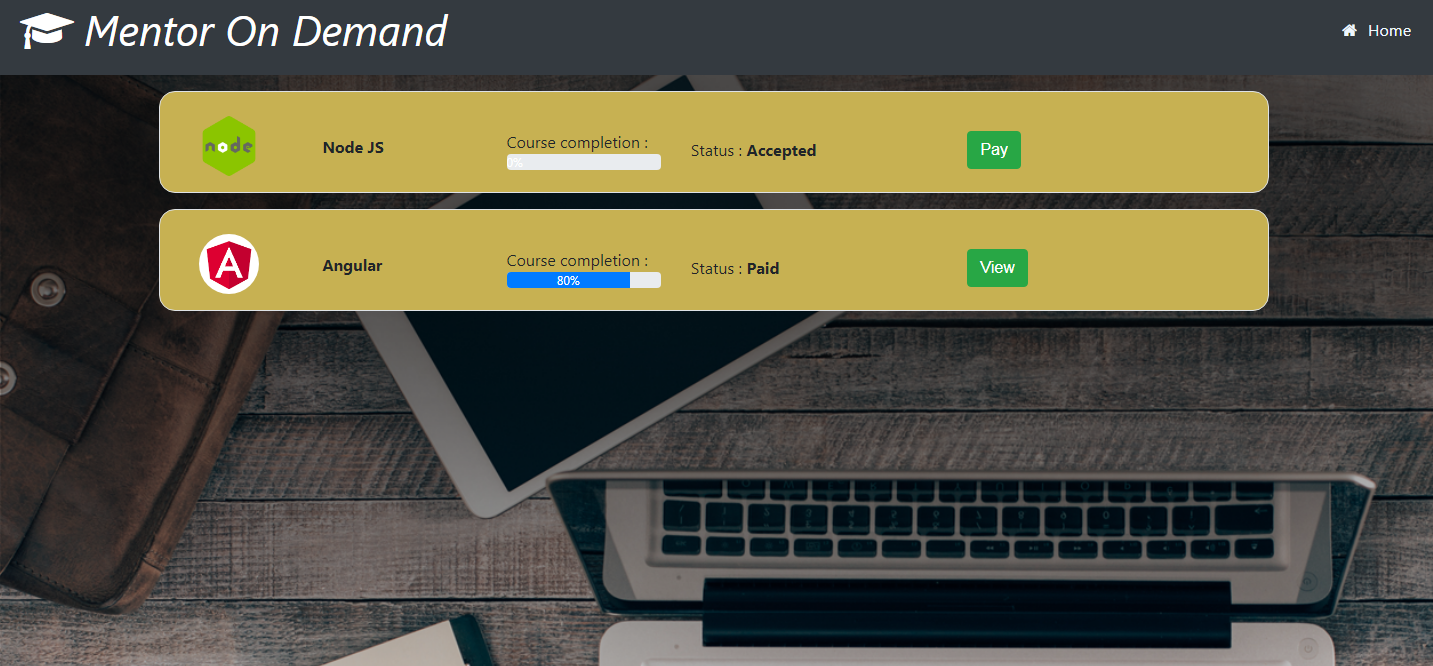 Mentor On Demand
Home
node
Node JS
Course completion :
0%
Status : Accepted
Pay
A
Angular
Course completion :
80%
Status : Paid
View